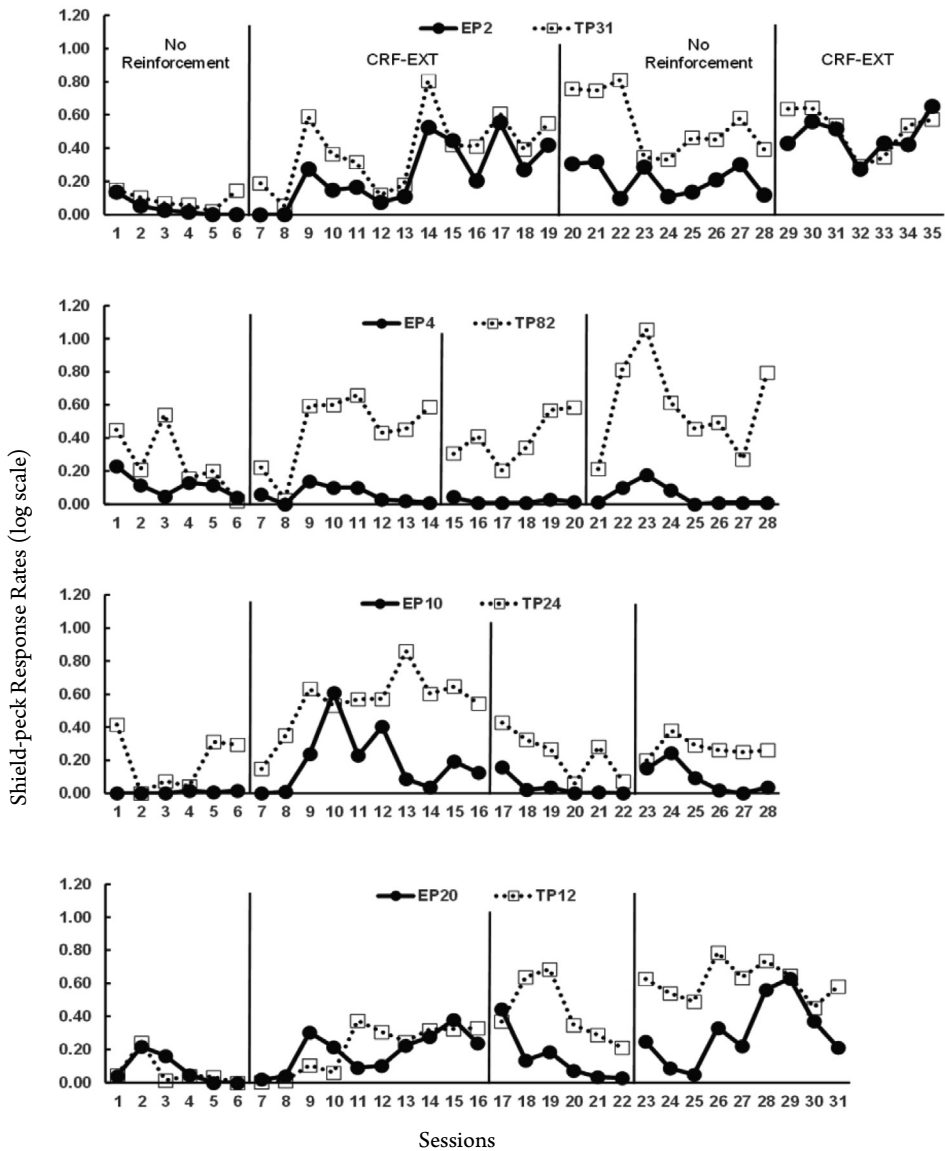 1.20
1.00
0.80
0.60
0.40
0.20
0.00
EP2 TP31
No
Reinforcement
CRF-EXT
No
Reinforcement
CRF-EXT
1 2 3 4 5 6 7 8 9 10 11 12 13 14 15 16 17 18 19 20 21 22 23 24 25 26 27 28 29 30 31 32 33 34 35
1.20
1.00
0.80
0.60
0.40
0.20
0.00
EP4 TP82
1 2 3 4 5 6 7 8 9 10 11 12 13 14 15 16 17 18 19 20 21 22 23 24 25 26 27 28
Shield-peck Response Rates (log scale)
1.20
1.00
0.80
0.60
0.40
0.20
0.00
EP10 TP24
1 2 3 4 5 6 7 8 9 10 11 12 13 14 15 16 17 18 19 20 21 22 23 24 25 26 27 28
1.20
1.00
0.80
0.60
0.40
0.20
0.00
EP20 TP12
1 2 3 4 5 6 7 8 9 10 11 12 13 14 15 16 17 18 19 20 21 22 23 24 25 26 27 28 29 30 31
Sessions